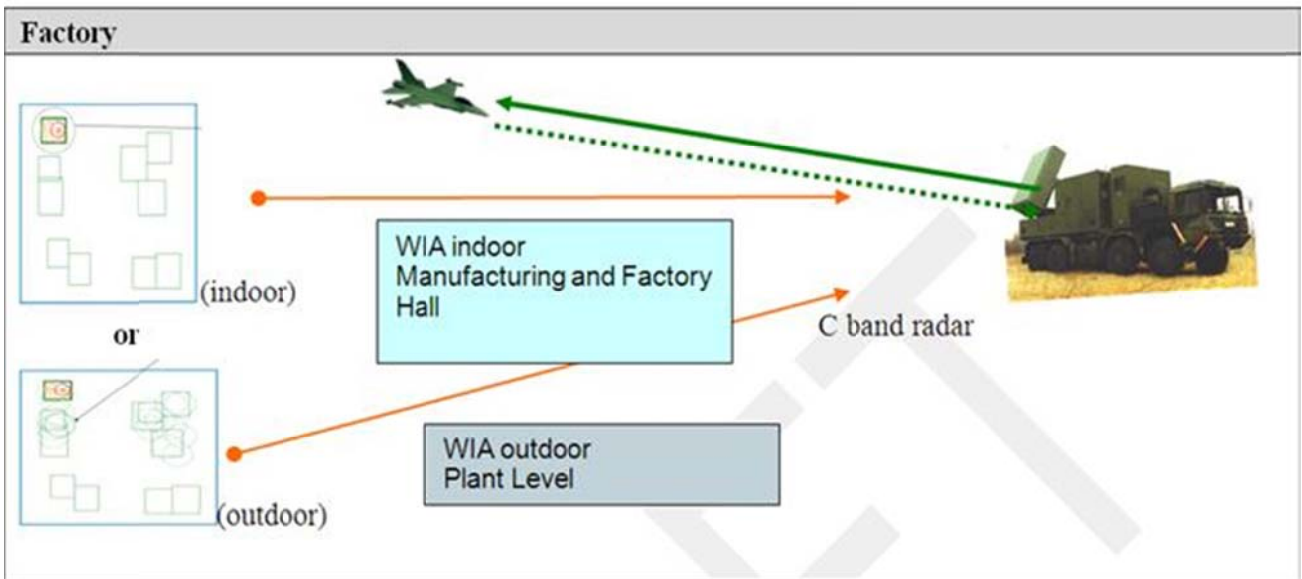 Factory
(indoor)
or
(outdoor)
WIA indoor
Manufacturing and Factory
Hall
WIA outdoor
Plant Level
C band radar